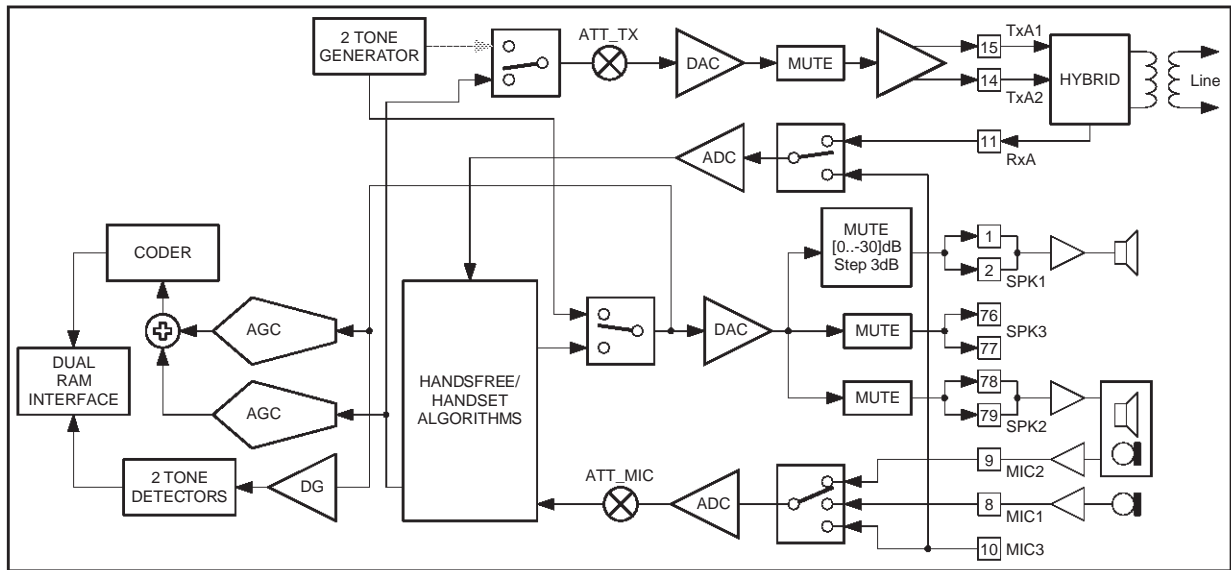 2 TONE
GENERATOR
ATT_TX
DAC
MUTE
15
TxA1
14
TxA2
HYBRID
Line
ADC
11
RxA
CODER
MUTE
[0..-30]dB
Step 3dB
1
2
SPK1
AGC
DAC
MUTE
76
SPK3
77
DUAL
RAM
INTERFACE
HANDSFREE/
HANDSET
ALGORITHMS
AGC
MUTE
78
79
SPK2
2 TONE
DETECTORS
DG
ATT_MIC
ADC
9
MIC2
8
MIC1
10
MIC3